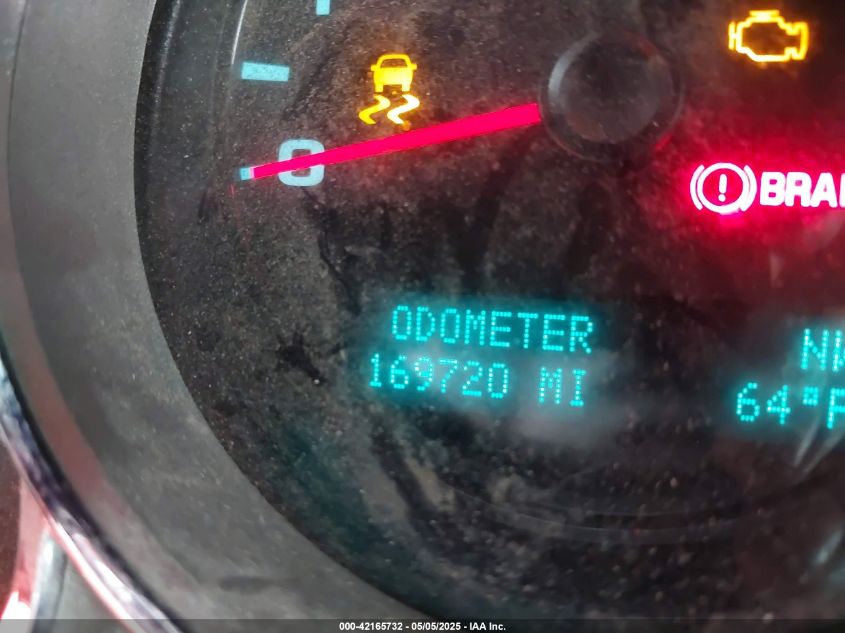 0
BRA
ODOMETER
169720 MI
N
64°F
000-42165732 - 05/05/2025 - IAA Inc.